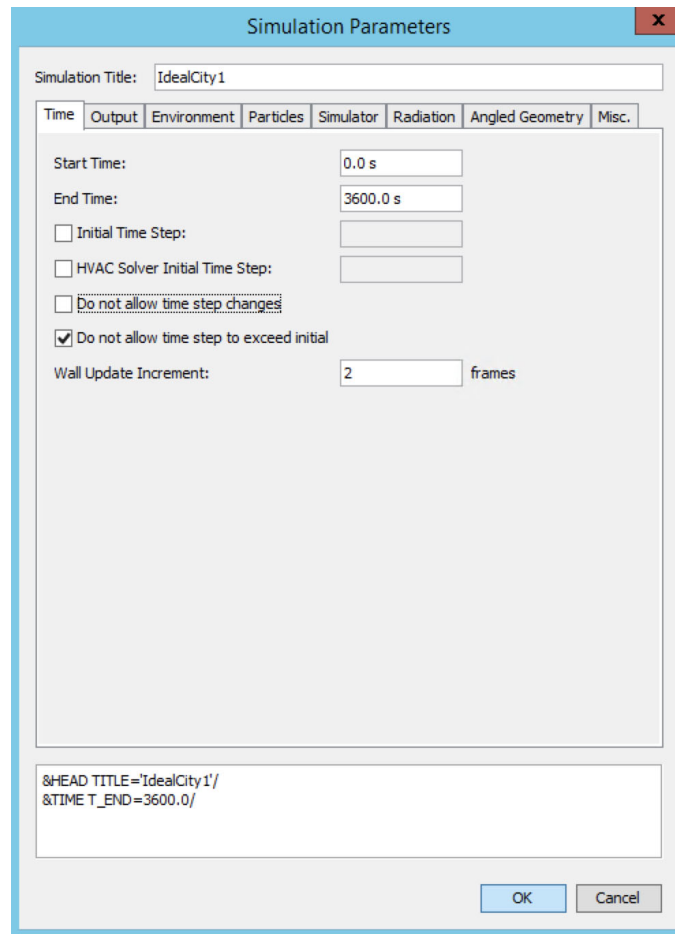 Simulation Parameters
x
Simulation Title: IdealCity1
Time Output Environment Particles Simulator Radiation Angled Geometry Misc.
Start Time: 0.0 s
End Time: 3600.0 s
Initial Time Step:
HVAC Solver Initial Time Step:
Do not allow time step changes
Do not allow time step to exceed initial
Wall Update Increment: 2 frames
&HEAD TITLE='IdealCity1'/
&TIME T_END=3600.0/
OK Cancel